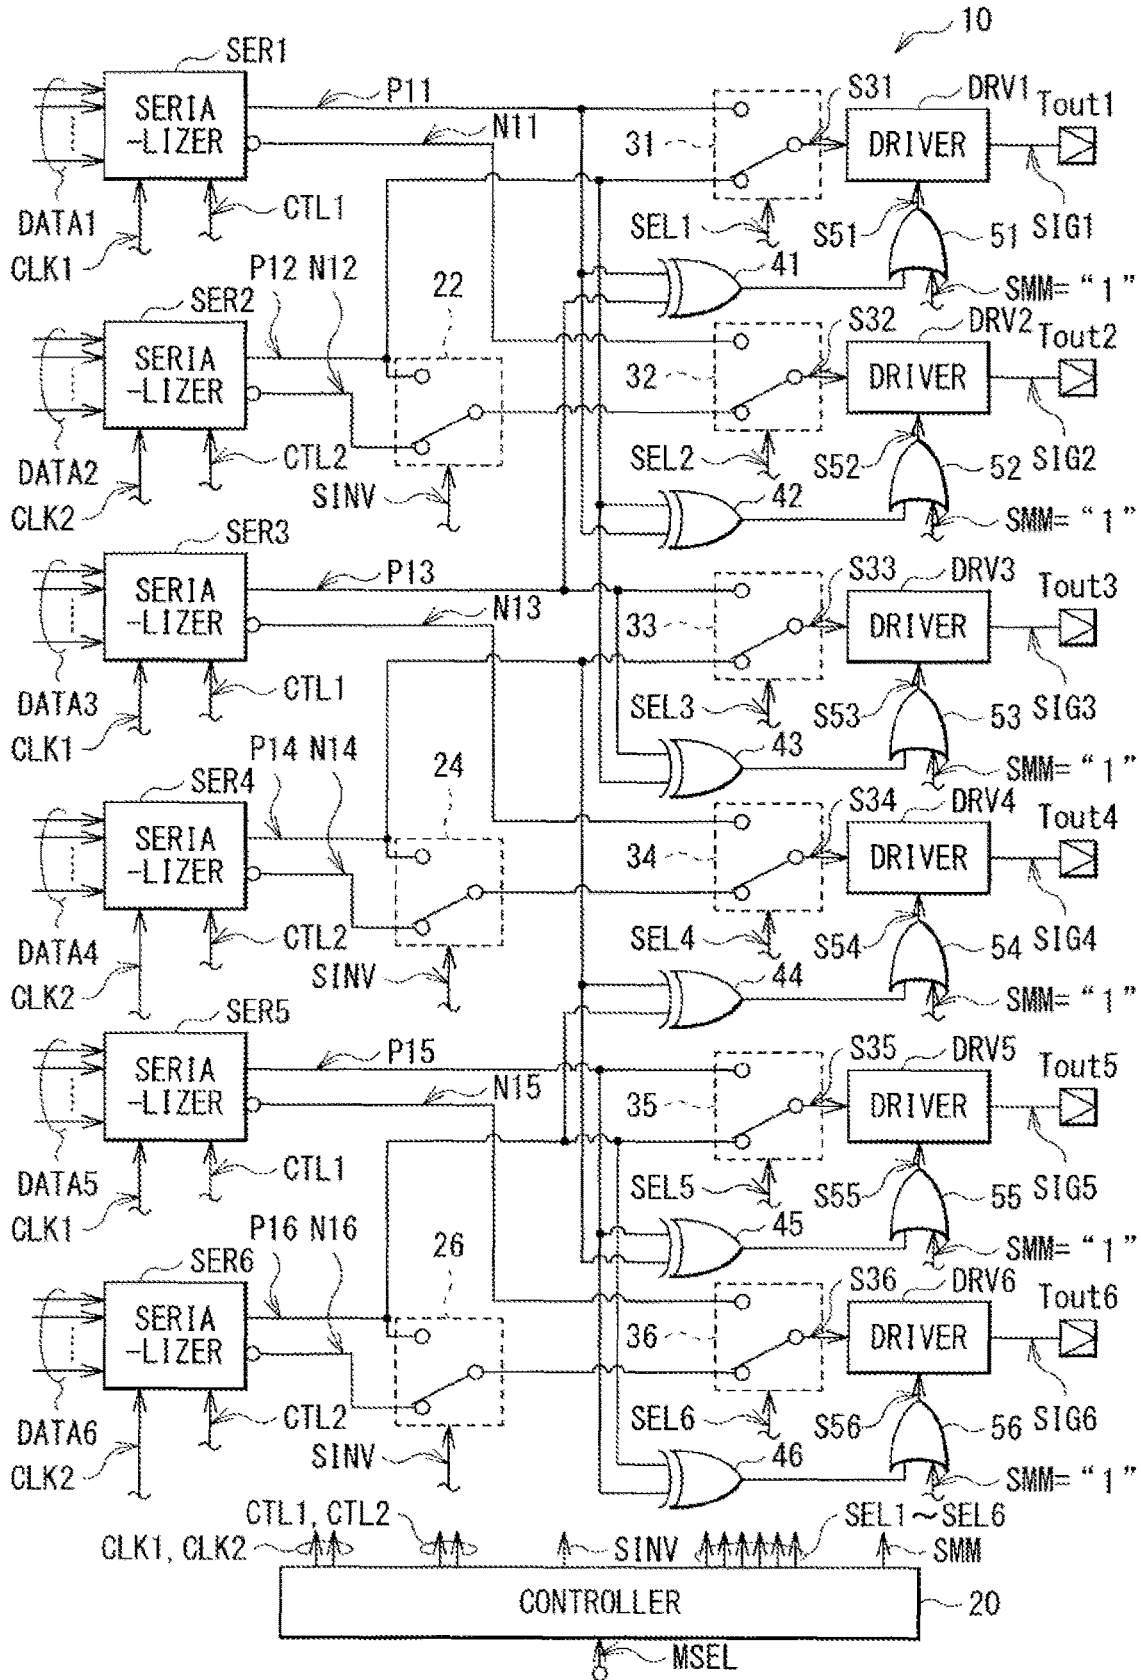 10
SER1
SERIA
-LIZER
P11
N11
31
S31
DRV1
DRIVER
Tout1
DATA1
CLK1
CTL1
SEL1
S51
51
SIG1
41
SMM="1"
P12 N12
22
SER2
SERIA
-LIZER
32
S32
DRV2
DRIVER
Tout2
DATA2
CLK2
CTL2
SINV
SEL2
S52
52
SIG2
42
SMM="1"
SER3
SERIA
-LIZER
P13
N13
33
S33
DRV3
DRIVER
Tout3
DATA3
CLK1
CTL1
SEL3
S53
53
SIG3
43
SMM="1"
P14 N14
24
SER4
SERIA
-LIZER
34
S34
DRV4
DRIVER
Tout4
DATA4
CLK2
CTL2
SINV
SEL4
S54
54
SIG4
44
SMM="1"
SER5
SERIA
-LIZER
P15
N15
35
S35
DRV5
DRIVER
Tout5
DATA5
CLK1
CTL1
SEL5
S55
55
SIG5
45
SMM="1"
P16 N16
26
SER6
SERIA
-LIZER
36
S36
DRV6
DRIVER
Tout6
DATA6
CLK2
CTL2
SINV
SEL6
S56
56
SIG6
46
SMM="1"
CTL1, CTL2
CLK1, CLK2
SINV
SEL1～SEL6
SMM
CONTROLLER
20
MSEL